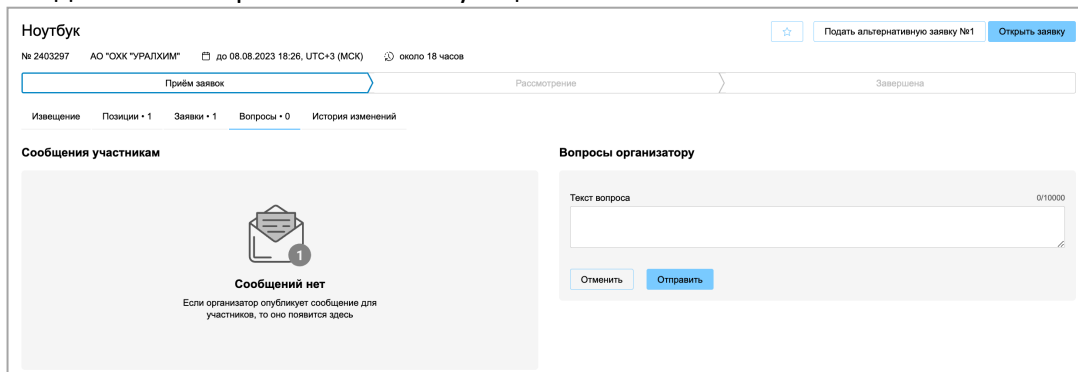 Ноутбук
Подать альтернативную заявку №1
Открыть заявку
№ 2403297 АО "ОХК "УРАЛХИМ" до 08.08.2023 18:26, UTC+3 (МСК) около 18 часов
Приём заявок
Рассмотрение
Завершена
Извещение Позиции • 1 Заявки • 1 Вопросы • 0 История изменений
Сообщения участникам
1
Сообщений нет
Если организатор опубликует сообщение для
участников, то оно появится здесь
Вопросы организатору
Текст вопроса 0/10000
Отменить Отправить